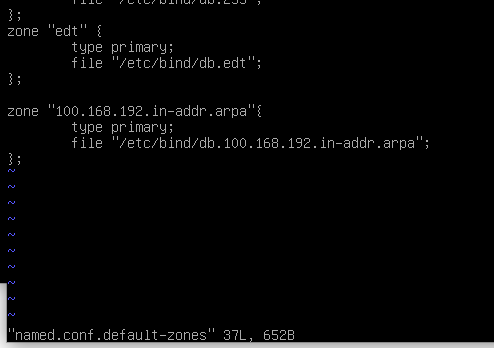 file "/etc/bind/db.255";
};
zone "edt" {
type primary;
file "/etc/bind/db.edt";
};
zone "100.168.192.in-addr.arpa"{
type primary;
file "/etc/bind/db.100.168.192.in-addr.arpa";
};
~
~
~
~
~
~
~
~
~
~
"named.conf.default-zones" 37L, 652B